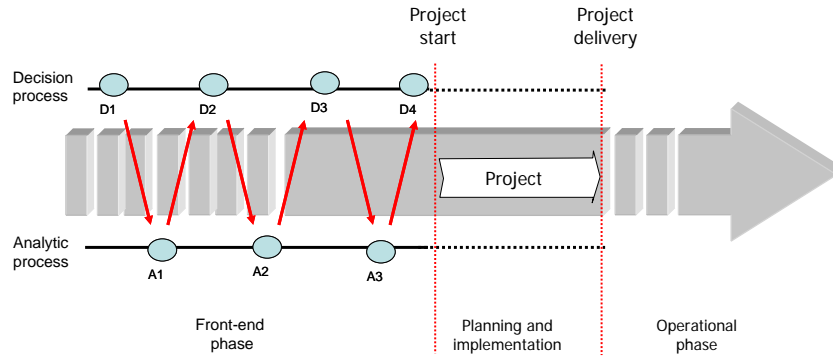 Project
start
Project
delivery
Decision
process
D1
D2
D3
D4
Project
Analytic
process
A1
A2
A3
Front-end
phase
Planning and
implementation
Operational
phase